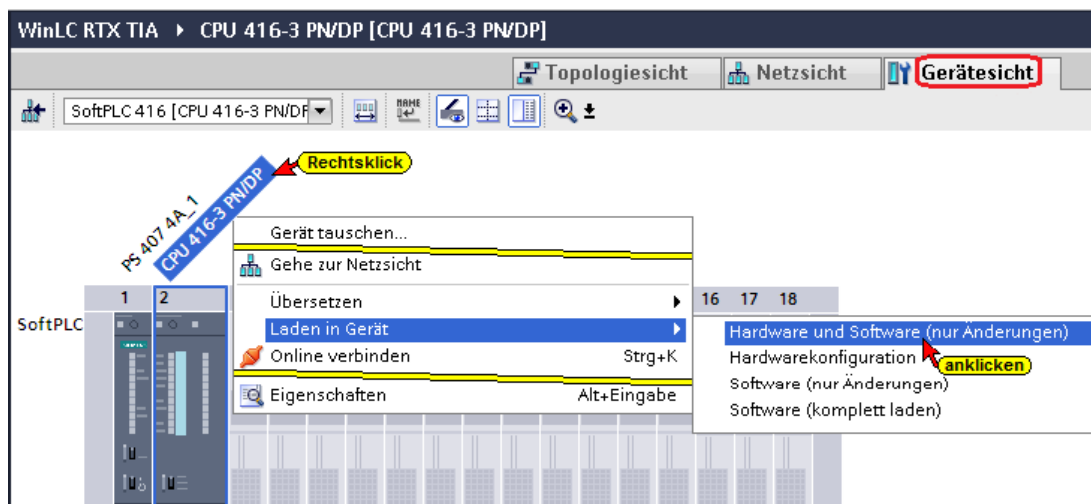 WinLC RTX TIA ▸ CPU 416-3 PN/DP [CPU 416-3 PN/DP]
Topologiesicht Netzsicht Gerätesicht
SoftPLC 416 [CPU 416-3 PN/DP
Rechtsklick
PS 407 4A_1
CPU 416-3 PN/DP
Gerät tauschen...
Gehe zur Netzsicht
Übersetzen
Laden in Gerät
Online verbinden Strg+K
Eigenschaften Alt+Eingabe
1 2 16 17 18
SoftPLC
Hardware und Software (nur Änderungen)
Hardwarekonfiguration
anklicken
Software (nur Änderungen)
Software (komplett laden)